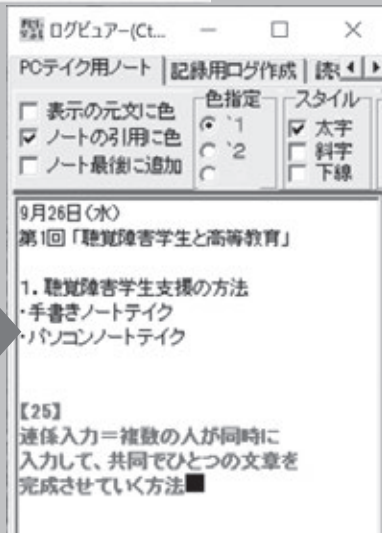 ログビュアー(Ct...
PCテイク用ノート 記録用ログ作成 読
表示の元文に色
ノートの引用に色
ノート最後に追加
色指定
`1
`2
スタイル
太字
斜字
下線
9月26日(水)
第1回「聴覚障害学生と高等教育」
1. 聴覚障害学生支援の方法
・手書きノートテイク
・パソコンノートテイク
【25】
連係入力＝複数の人が同時に
入力して、共同でひとつの文章を
完成させていく方法■